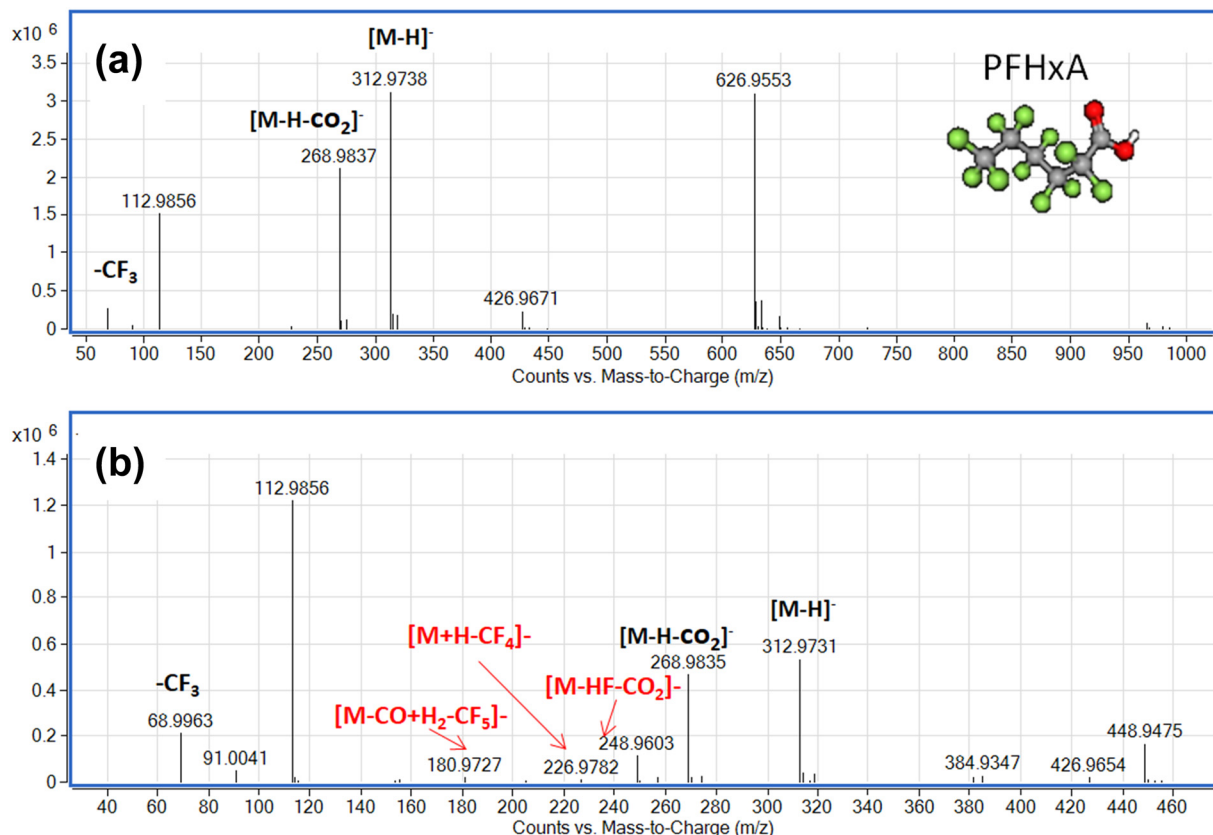 (a)
x10 6
[M-H]-
312.9738
626.9553
PFHxA
[M-H-CO2]-
268.9837
112.9856
-CF3
426.9671
3.5
3
2.5
2
1.5
1
0.5
0
50 100 150 200 250 300 350 400 450 500 550 600 650 700 750 800 850 900 950 1000
Counts vs. Mass-to-Charge (m/z)
(b)
x10 6
112.9856
[M-H]-
312.9731
[M-H-CO2]-
268.9835
[M+H-CF4]-
[M-HF-CO2]-
-CF3
68.9963
[M-CO+H2-CF5]-
248.9603
448.9475
91.0041
180.9727
226.9782
384.9347
426.9654
1.4
1.2
1
0.8
0.6
0.4
0.2
0
40 60 80 100 120 140 160 180 200 220 240 260 280 300 320 340 360 380 400 420 440 460
Counts vs. Mass-to-Charge (m/z)